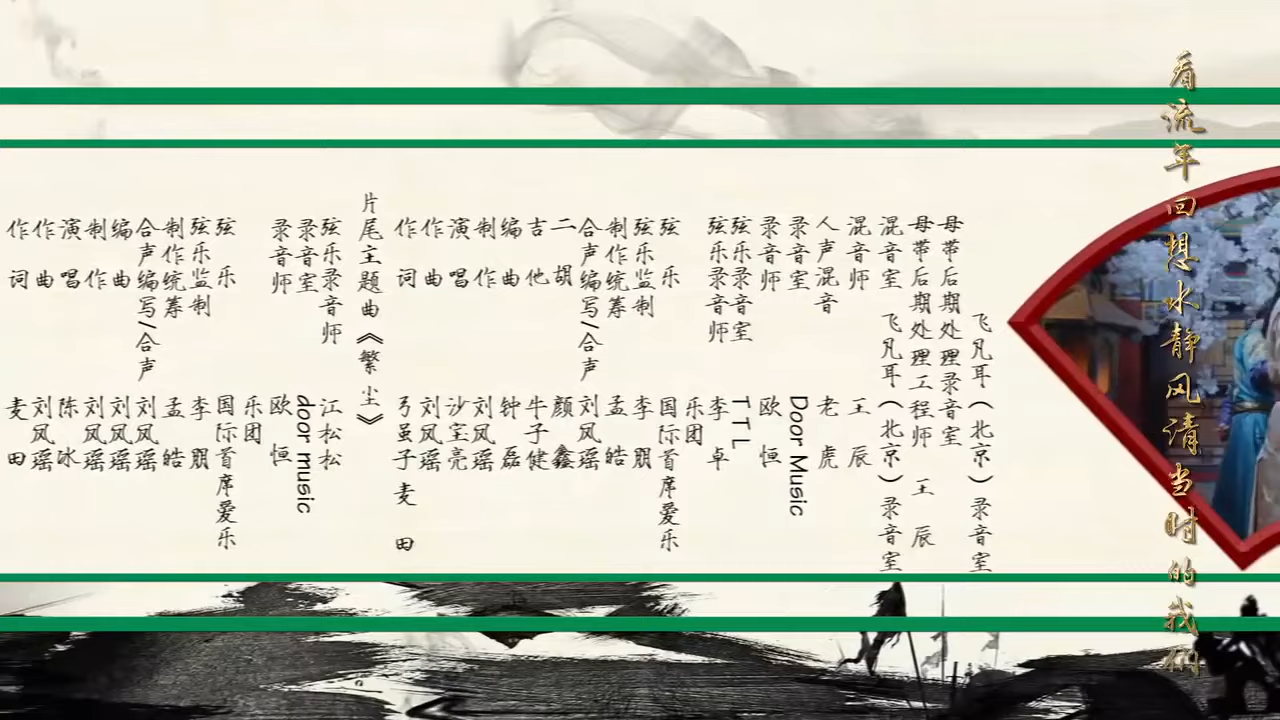 作词 麦田
作曲 刘风瑶
演唱 陈冰
制作 刘风瑶
编曲 刘风瑶
合声编写/合声 刘风瑶
制作统筹 孟皓
弦乐监制 李朋
弦乐 国际首席爱乐
乐团
录音师 欧恒
录音室 door music
弦乐录音师 江松松
片尾主题曲《繁尘》
作词 弓虽子 麦田
作曲 刘风瑶
演唱 沙宝亮
制作 刘风瑶
编曲 钟磊
吉他 牛子健
二胡 颜鑫
合声编写/合声 刘风瑶
制作统筹 孟皓
弦乐监制 李朋
弦乐 国际首席爱乐
乐团
弦乐录音师 李卓
弦乐录音室 TTL
录音师 欧恒
录音室 Door Music
人声混音 老虎
混音师 王辰
混音室 飞凡耳（北京）录音室
母带后期处理工程师 王辰
母带后期处理录音室
飞凡耳（北京）录音室
看流年回想水静风清当时的我们